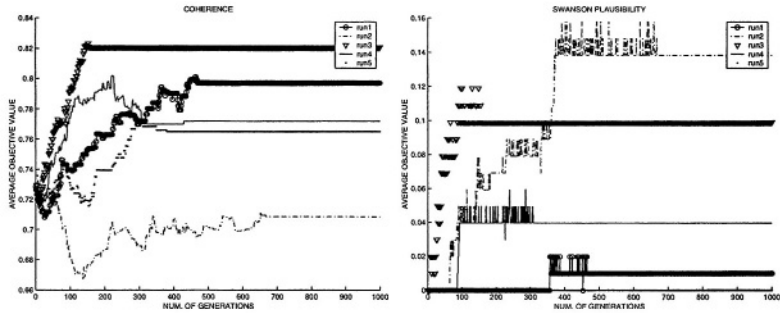 COHERENCE
0.84
0.82
0.8
0.78
0.76
0.74
0.72
0.7
0.68
0.66
0 100 200 300 400 500 600 700 800 900 1000
AVERAGE OBJECTIVE VALUE
NUM. OF GENERATIONS
run1
run2
run3
run4
run5
SWANSON PLAUSIBILITY
0.16
0.14
0.12
0.1
0.08
0.06
0.04
0.02
0
0 100 200 300 400 500 600 700 800 900 1000
AVERAGE OBJECTIVE VALUE
NUM. OF GENERATIONS
run1
run2
run3
run4
run5